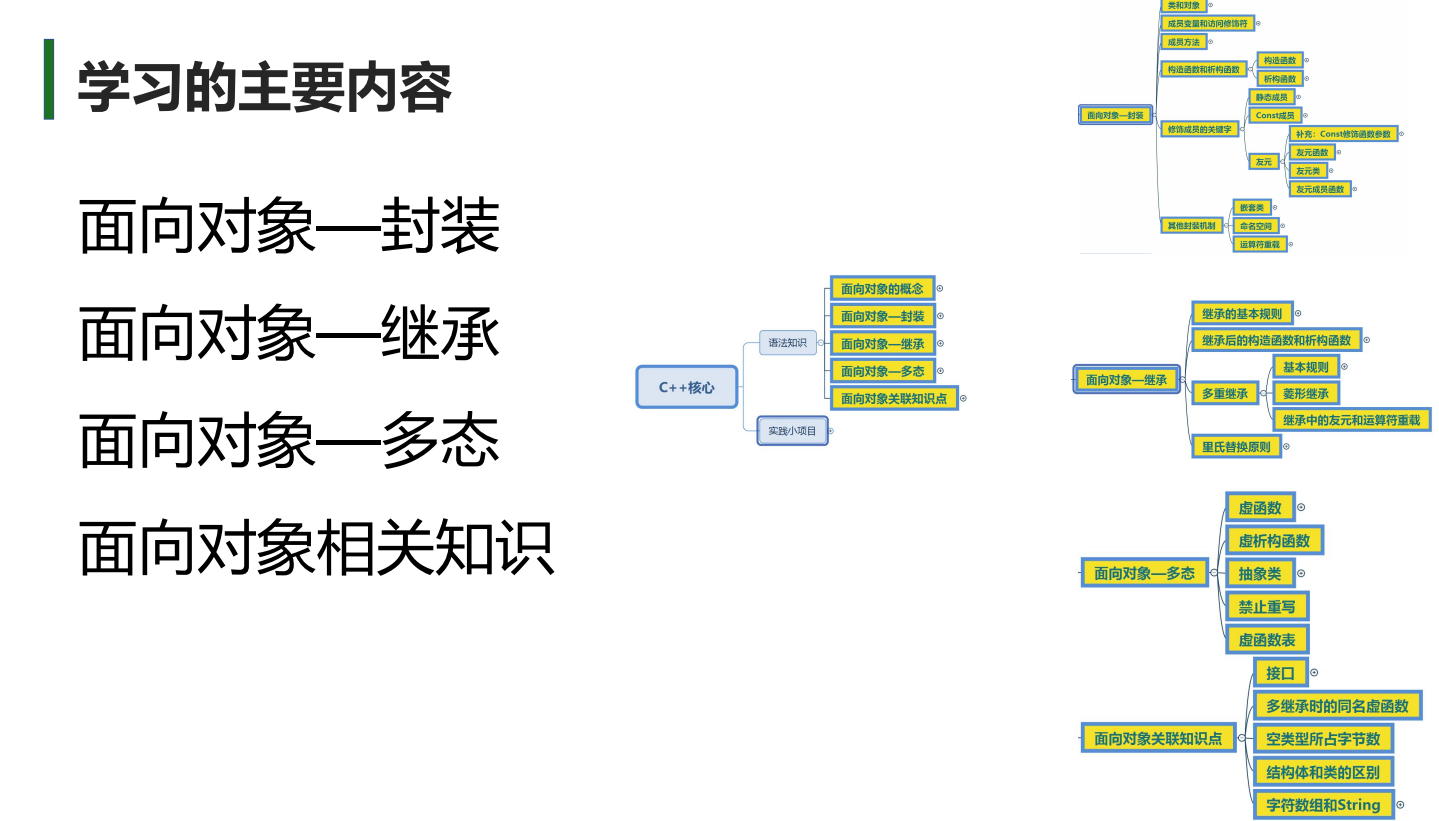 学习的主要内容
面向对象—封装
面向对象—继承
面向对象—多态
面向对象相关知识
C++核心
语法知识
面向对象的概念
面向对象—封装
面向对象—继承
面向对象—多态
面向对象关联知识点
实践小项目
面向对象—封装
类和对象
成员变量和访问修饰符
成员方法
构造函数和析构函数
构造函数
析构函数
修饰成员的关键字
静态成员
Const成员
友元
补充：Const修饰函数参数
友元函数
友元类
友元成员函数
其他封装机制
嵌套类
命名空间
运算符重载
面向对象—继承
继承的基本规则
继承后的构造函数和析构函数
多重继承
基本规则
菱形继承
继承中的友元和运算符重载
里氏替换原则
面向对象—多态
虚函数
虚析构函数
抽象类
禁止重写
虚函数表
面向对象关联知识点
接口
多继承时的同名虚函数
空类型所占字节数
结构体和类的区别
字符数组和String